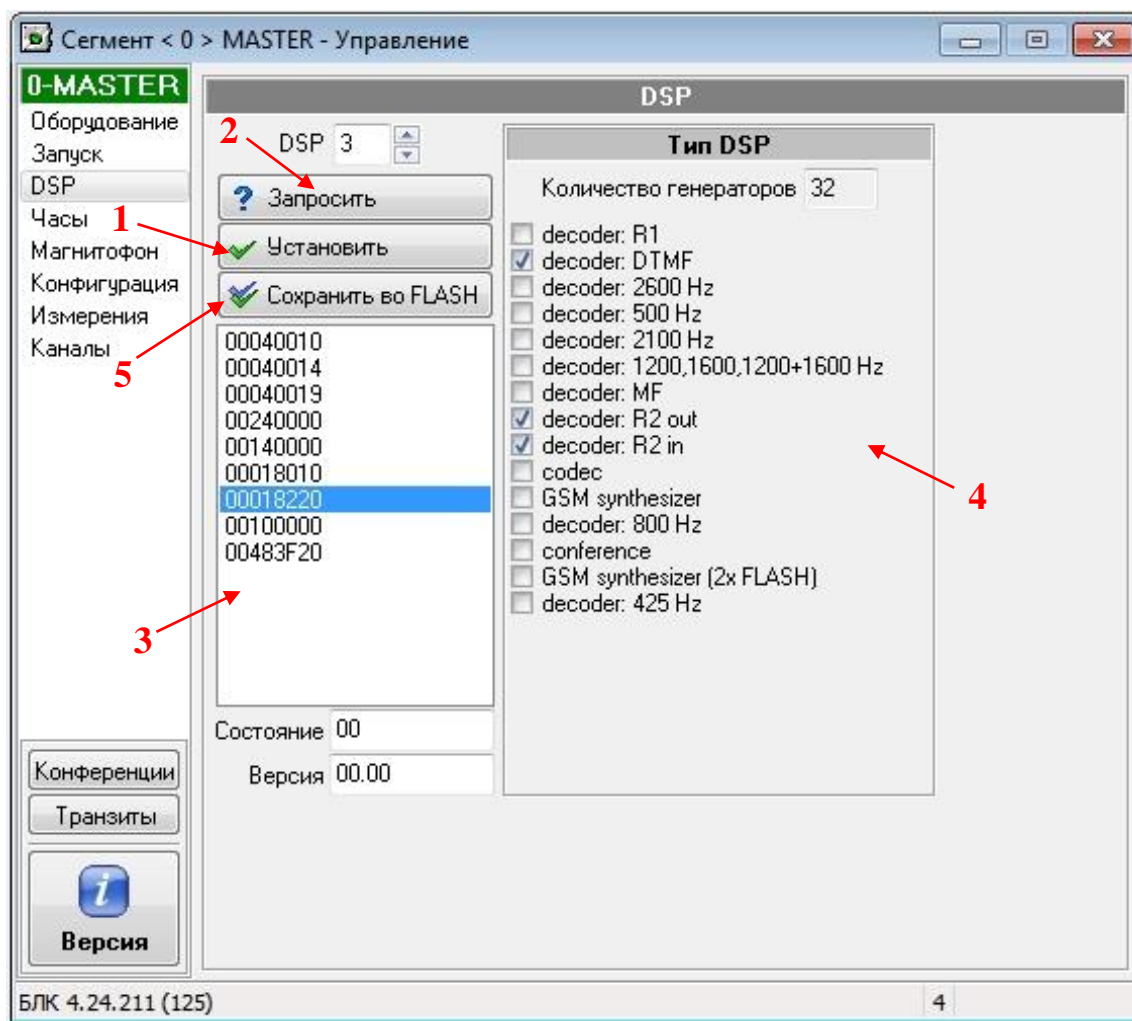 Сегмент < 0 > MASTER - Управление
0-MASTER
Оборудование
Запуск
DSP
Часы
Магнитофон
Конфигурация
Измерения
Каналы
Конференции
Транзиты
Версия
DSP
DSP 3
2
? Запросить
1
Установить
Сохранить во FLASH
5
00040010
00040014
00040019
00240000
00140000
00018010
00018220
00100000
00483F20
3
Состояние 00
Версия 00.00
Тип DSP
Количество генераторов 32
decoder: R1
decoder: DTMF
decoder: 2600 Hz
decoder: 500 Hz
decoder: 2100 Hz
decoder: 1200,1600,1200+1600 Hz
decoder: MF
decoder: R2 out
decoder: R2 in
codec
GSM synthesizer
decoder: 800 Hz
conference
GSM synthesizer (2x FLASH)
decoder: 425 Hz
4
БЛК 4.24.211 (125)
4